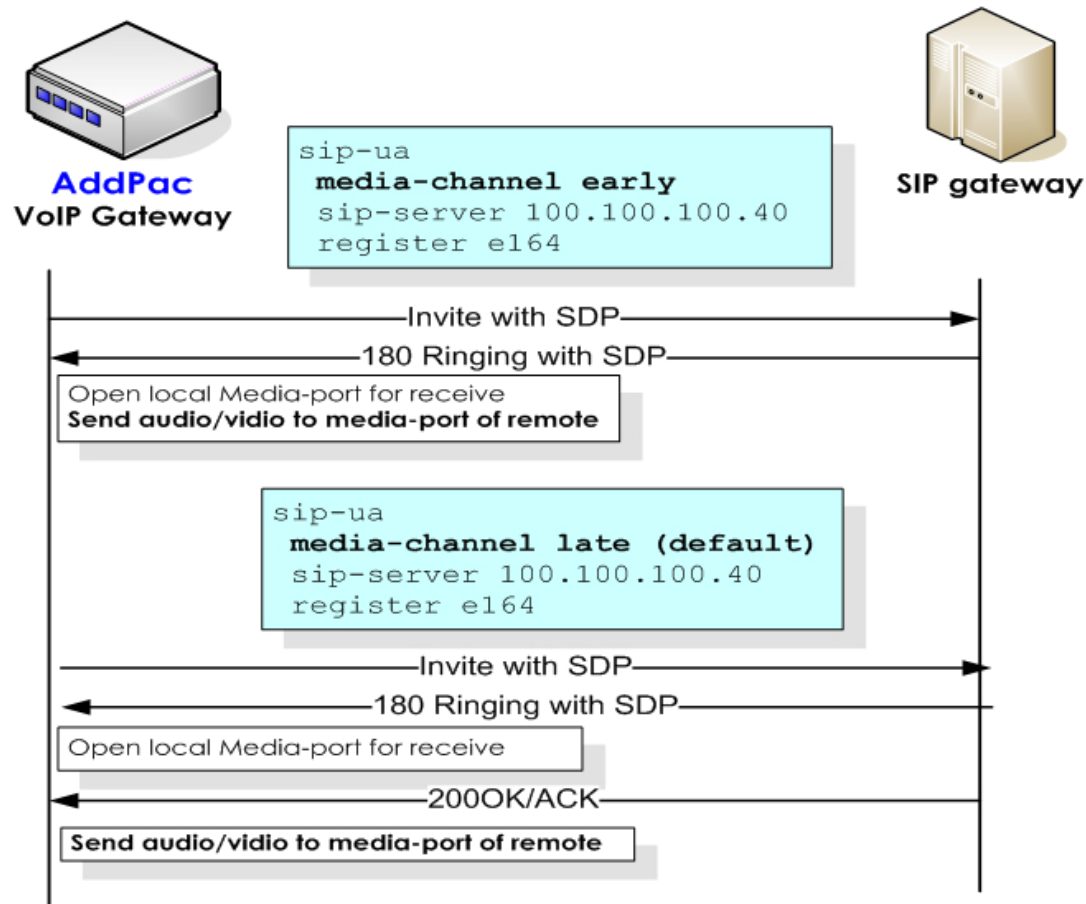 AddPac
VoIP Gateway
SIP gateway
sip-ua
media-channel early
sip-server 100.100.100.40
register e164
Invite with SDP
180 Ringing with SDP
Open local Media-port for receive
Send audio/vidio to media-port of remote
sip-ua
media-channel late (default)
sip-server 100.100.100.40
register e164
Invite with SDP
180 Ringing with SDP
Open local Media-port for receive
200OK/ACK
Send audio/vidio to media-port of remote